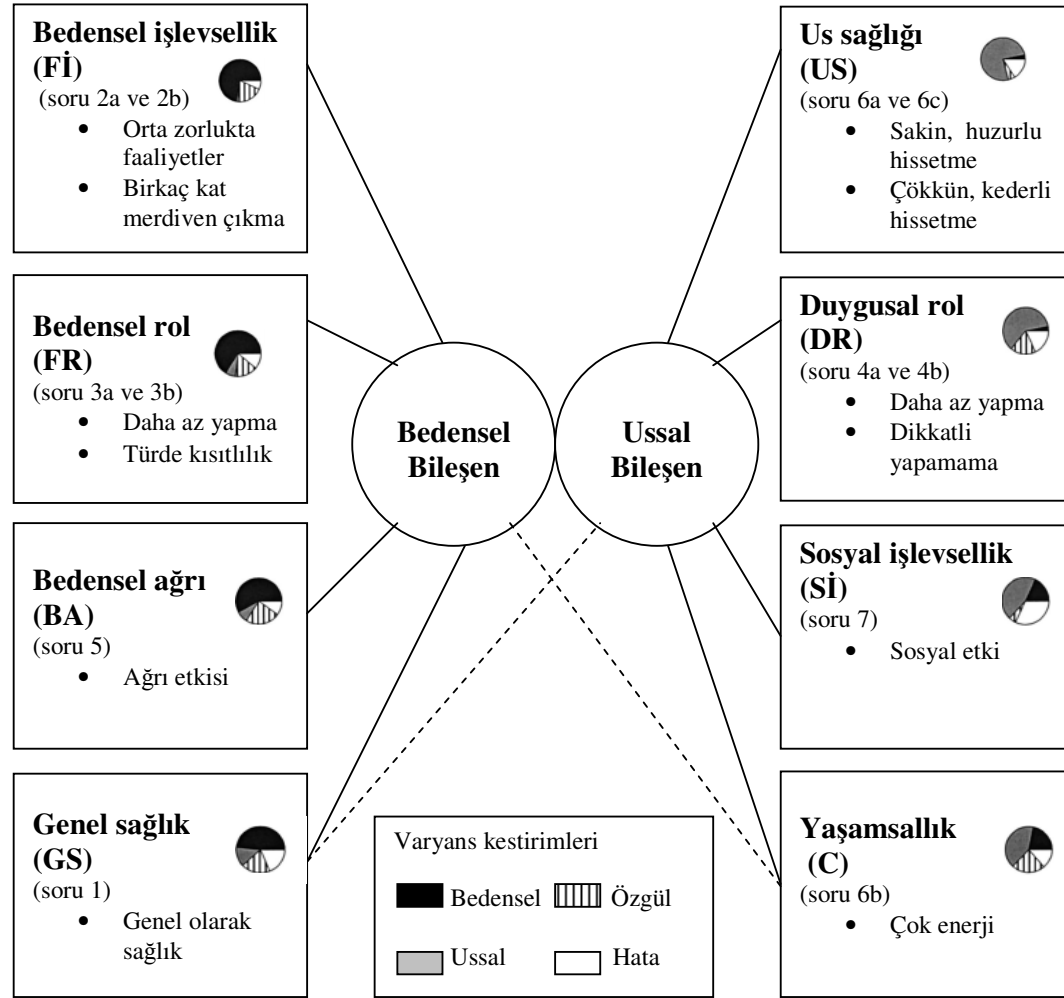 Bedensel işlevsellik
(Fİ)
(soru 2a ve 2b)
• Orta zorlukta
faaliyetler
• Birkaç kat
merdiven çıkma
Bedensel rol
(FR)
(soru 3a ve 3b)
• Daha az yapma
• Türde kısıtlılık
Bedensel ağrı
(BA)
(soru 5)
• Ağrı etkisi
Genel sağlık
(GS)
(soru 1)
• Genel olarak
sağlık
Bedensel
Bileşen
Ussal
Bileşen
Varyans kestirimleri
Bedensel
Özgül
Ussal
Hata
Us sağlığı
(US)
(soru 6a ve 6c)
• Sakin, huzurlu
hissetme
• Çökkün, kederli
hissetme
Duygusal rol
(DR)
(soru 4a ve 4b)
• Daha az yapma
• Dikkatli
yapamama
Sosyal işlevsellik
(Sİ)
(soru 7)
• Sosyal etki
Yaşamsallık
(C)
(soru 6b)
• Çok enerji